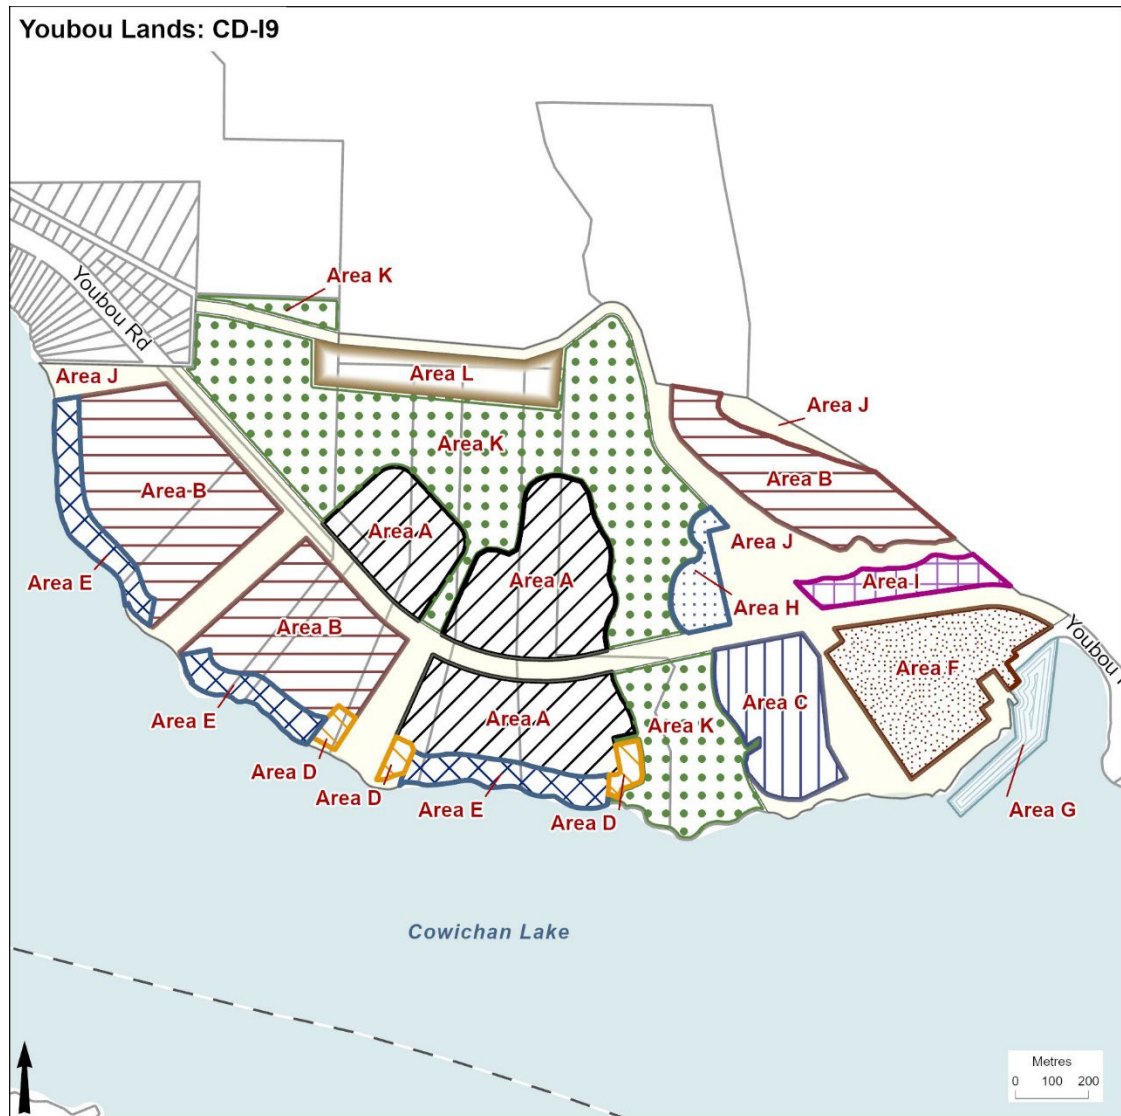 Youbou Lands: CD-I9
Youbou Rd
Area K
Area J
Area L
Area J
Area K
Area B
Area B
Area A
Area J
Area A
Area I
Area E
Area H
Area B
Youbou
Area F
Area C
Area E
Area A
Area K
Area D
Area D
Area E
Area D
Area G
Cowichan Lake
Metres
0 100 200